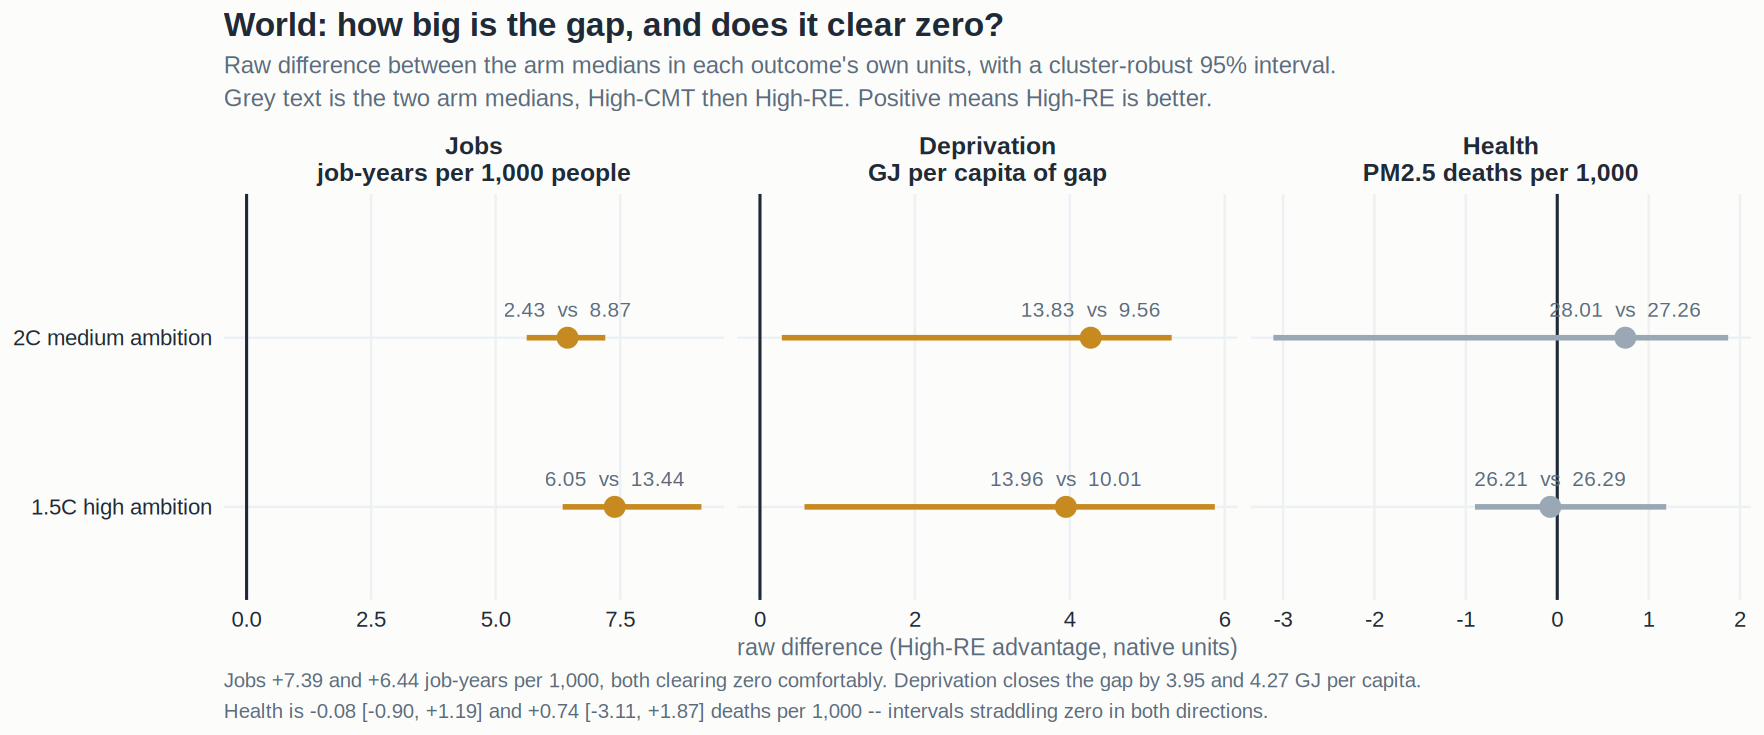 World: how big is the gap, and does it clear zero?
Raw difference between the arm medians in each outcome's own units, with a cluster-robust 95% interval.
Grey text is the two arm medians, High-CMT then High-RE. Positive means High-RE is better.
Jobs
job-years per 1,000 people
Deprivation
GJ per capita of gap
Health
PM2.5 deaths per 1,000
2C medium ambition
2.43 vs 8.87
13.83 vs 9.56
28.01 vs 27.26
1.5C high ambition
6.05 vs 13.44
13.96 vs 10.01
26.21 vs 26.29
0.0 2.5 5.0 7.5
0 2 4 6
-3 -2 -1 0 1 2
raw difference (High-RE advantage, native units)
Jobs +7.39 and +6.44 job-years per 1,000, both clearing zero comfortably. Deprivation closes the gap by 3.95 and 4.27 GJ per capita.
Health is -0.08 [-0.90, +1.19] and +0.74 [-3.11, +1.87] deaths per 1,000 -- intervals straddling zero in both directions.